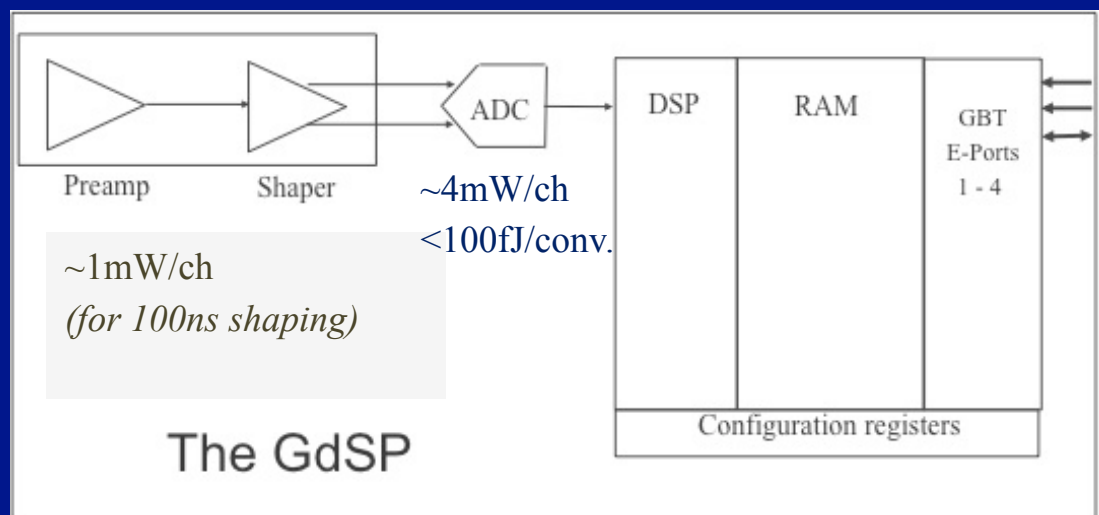 Preamp
Shaper
ADC
DSP
RAM
GBT
E-Ports
1 - 4
~4mW/ch
<100fJ/conv.
~1mW/ch
(for 100ns shaping)
Configuration registers
The GdSP